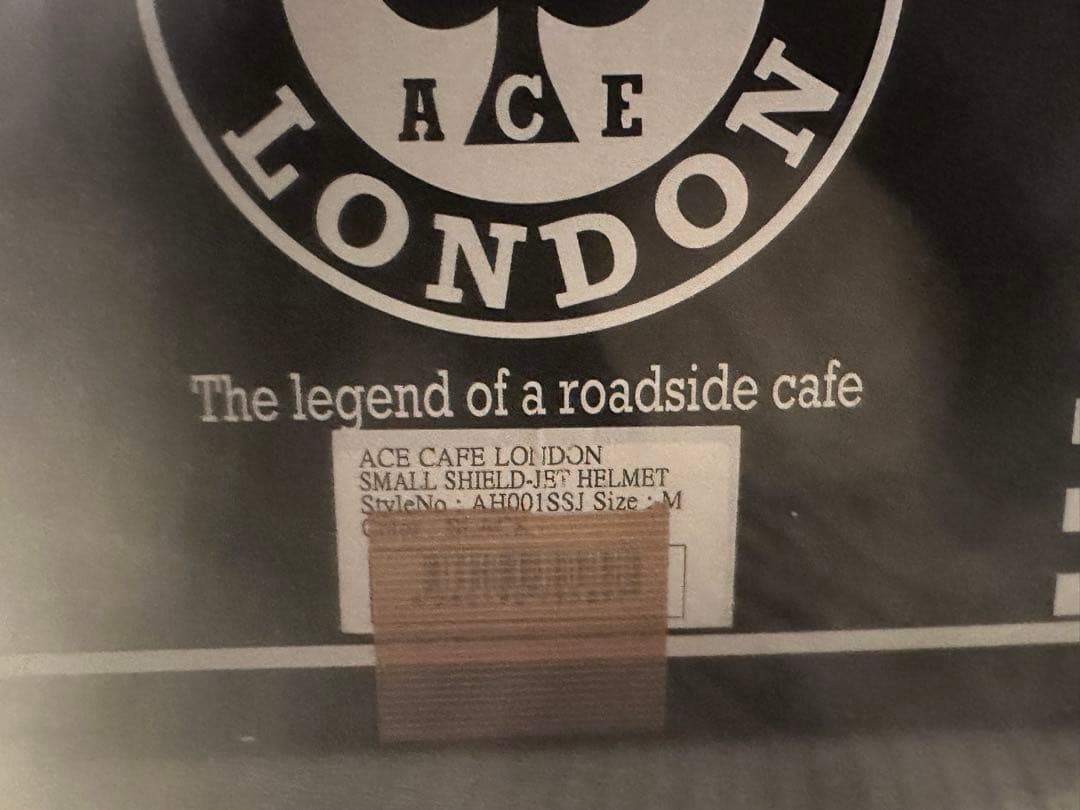 ACE
LONDON
The legend of a roadside cafe
ACE CAFE LONDON
SMALL SHIELD-JET HELMET
StyleNo : AH001SSJ Size : M